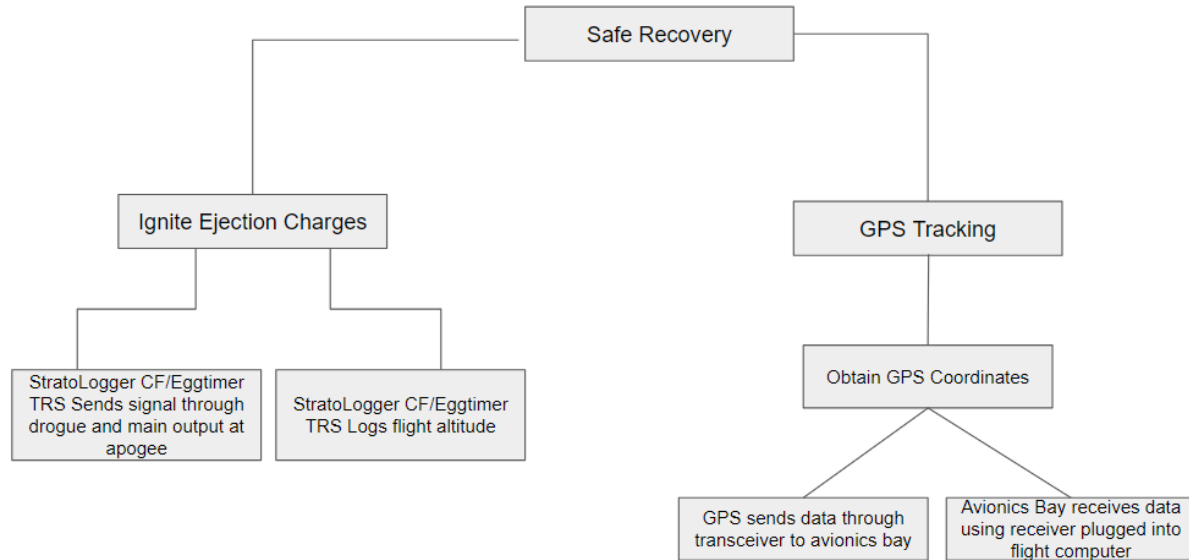 Safe Recovery
Ignite Ejection Charges
GPS Tracking
StratoLogger CF/Eggtimer
TRS Sends signal through
drogue and main output at
apogee
StratoLogger CF/Eggtimer
TRS Logs flight altitude
Obtain GPS Coordinates
GPS sends data through
transceiver to avionics bay
Avionics Bay receives data
using receiver plugged into
flight computer